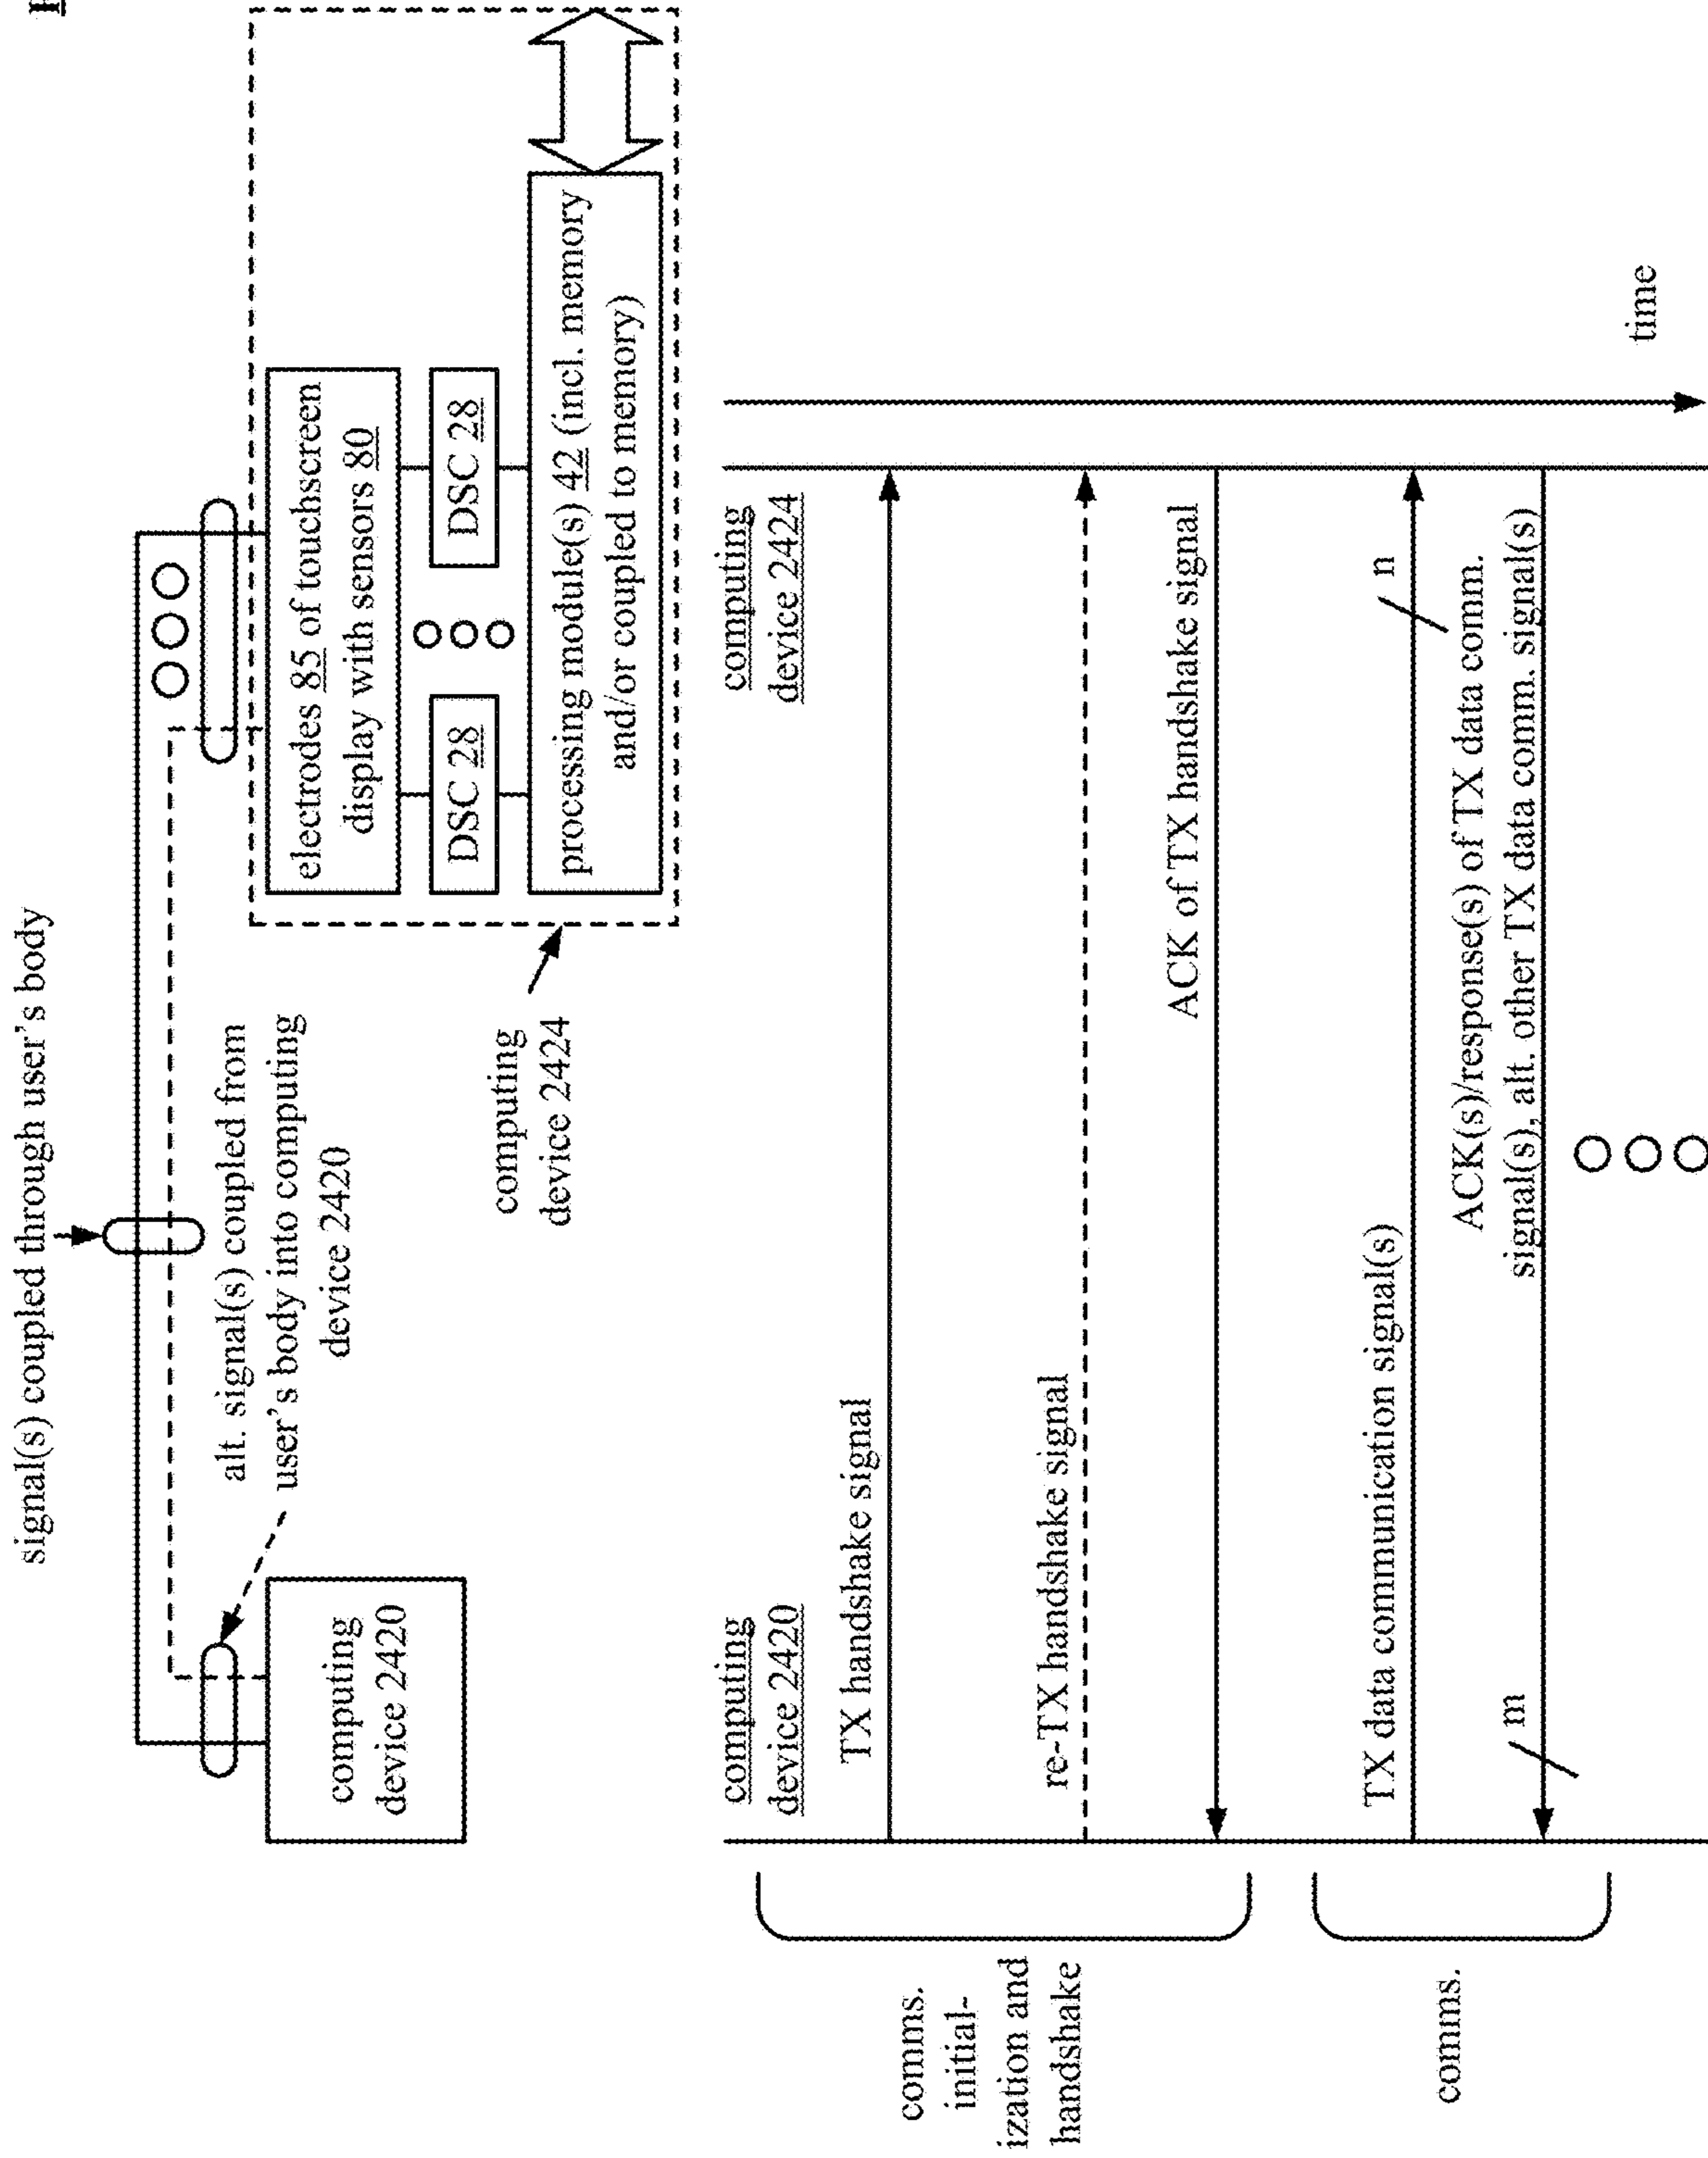 signal(s) coupled through user's body
alt. signal(s) coupled from
user's body into computing
device 2420
computing
device 2420
computing
device 2424
electrodes 85 of touchscreen
display with sensors 80
DSC 28
DSC 28
processing module(s) 42 (incl. memory
and/or coupled to memory)
computing
device 2420
computing
device 2424
comms.
initial-
ization and
handshake
TX handshake signal
re-TX handshake signal
ACK of TX handshake signal
comms.
TX data communication signal(s)
n
ACK(s)/response(s) of TX data comm.
signal(s), alt. other TX data comm. signal(s)
m
time